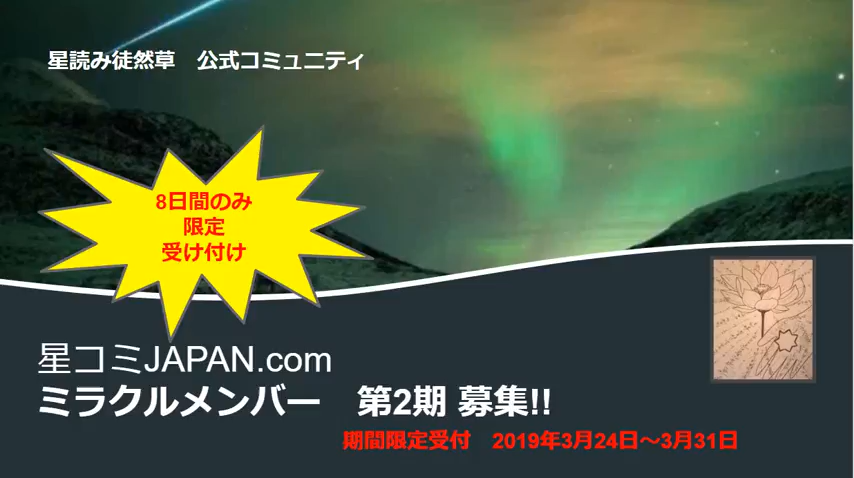 星読み徒然草　公式コミュニティ
8日間のみ
限定
受け付け
星コミJAPAN.com
ミラクルメンバー　第2期 募集!!
期間限定受付　2019年3月24日～3月31日